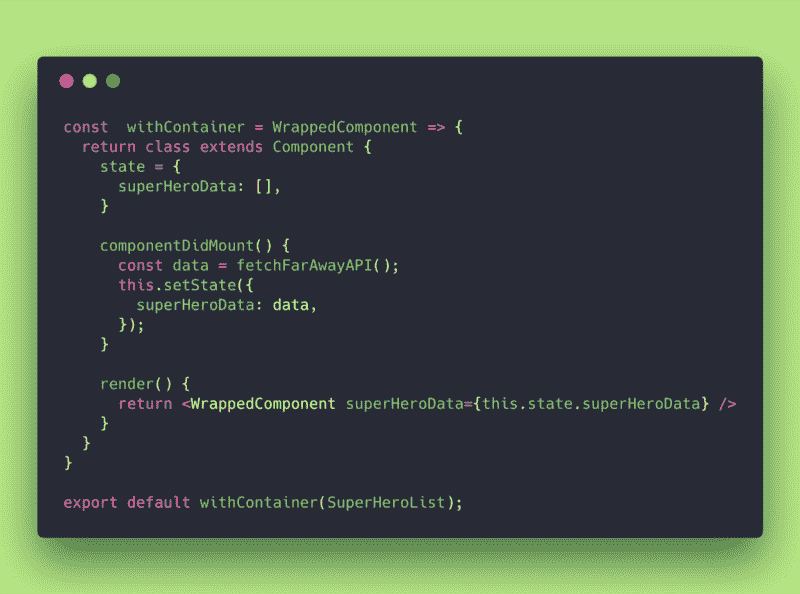 const  withContainer = WrappedComponent => {
  return class extends Component {
    state = {
      superHeroData: [],
    }

    componentDidMount() {
      const data = fetchFarAwayAPI();
      this.setState({
        superHeroData: data,
      });
    }

    render() {
      return <WrappedComponent superHeroData={this.state.superHeroData} />
    }
  }
}

export default withContainer(SuperHeroList);